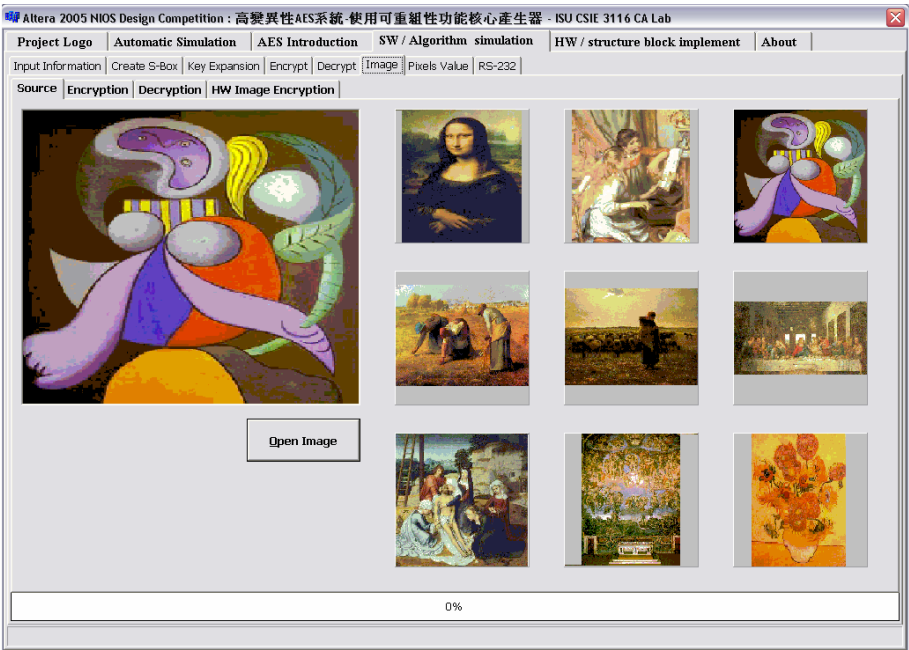 Altera 2005 NIOS Design Competition : 高變異性AES系統-使用可重組性功能核心產生器 - ISU CSIE 3116 CA Lab
Project Logo Automatic Simulation AES Introduction SW / Algorithm simulation HW / structure block implement About
Input Information Create S-Box Key Expansion Encrypt Decrypt Image Pixels Value RS-232
Source Encryption Decryption HW Image Encryption
Open Image
0%